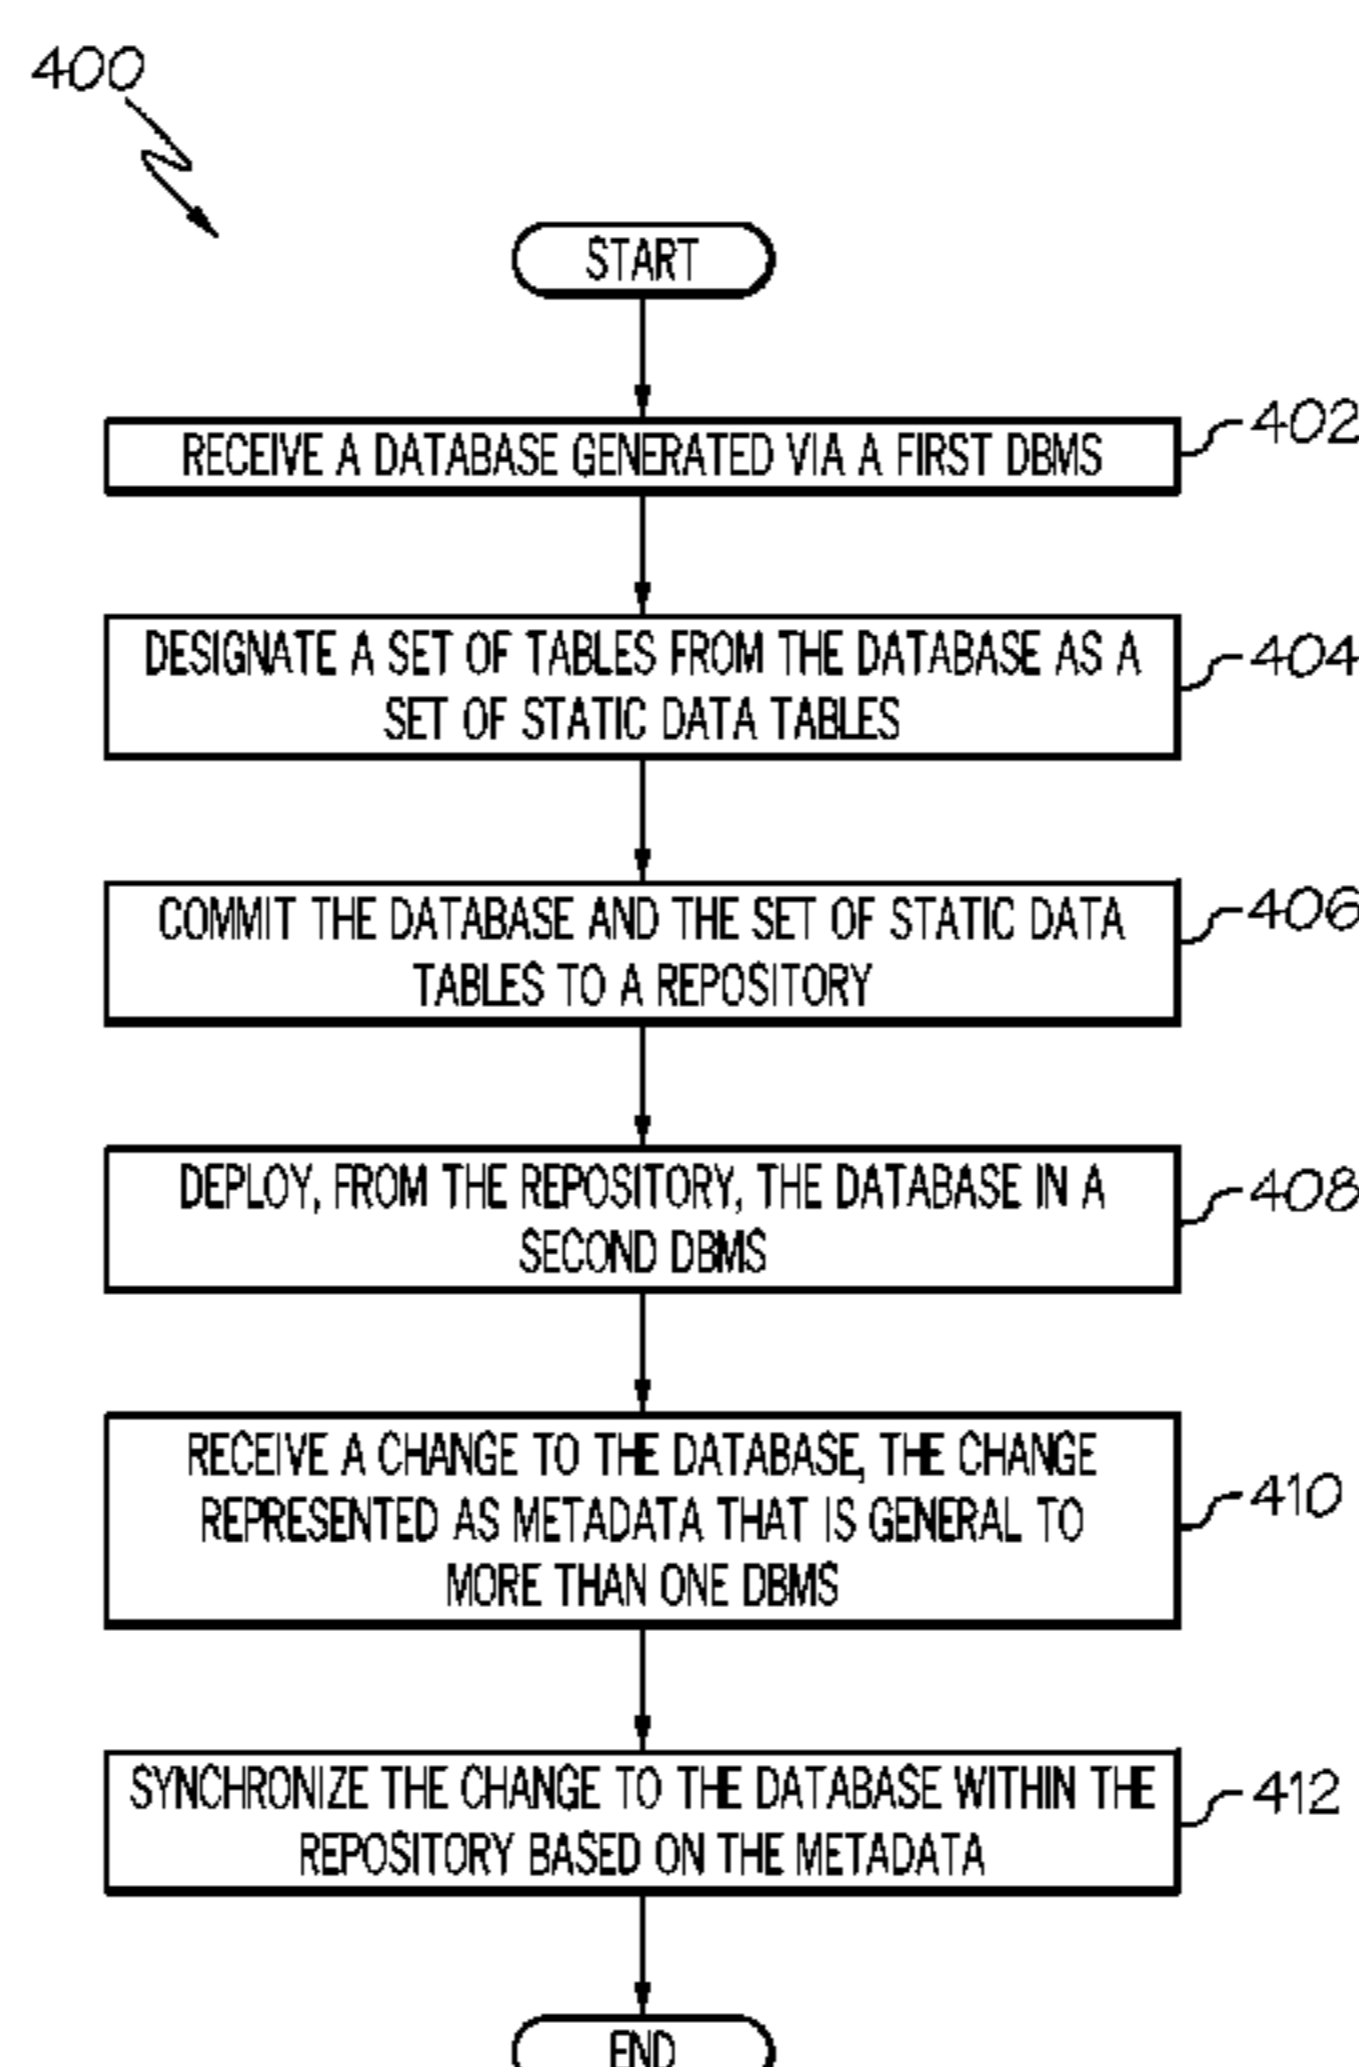 400
START
RECEIVE A DATABASE GENERATED VIA A FIRST DBMS
402
DESIGNATE A SET OF TABLES FROM THE DATABASE AS A
SET OF STATIC DATA TABLES
404
COMMIT THE DATABASE AND THE SET OF STATIC DATA
TABLES TO A REPOSITORY
406
DEPLOY, FROM THE REPOSITORY, THE DATABASE IN A
SECOND DBMS
408
RECEIVE A CHANGE TO THE DATABASE, THE CHANGE
REPRESENTED AS METADATA THAT IS GENERAL TO
MORE THAN ONE DBMS
410
SYNCHRONIZE THE CHANGE TO THE DATABASE WITHIN THE
REPOSITORY BASED ON THE METADATA
412
END